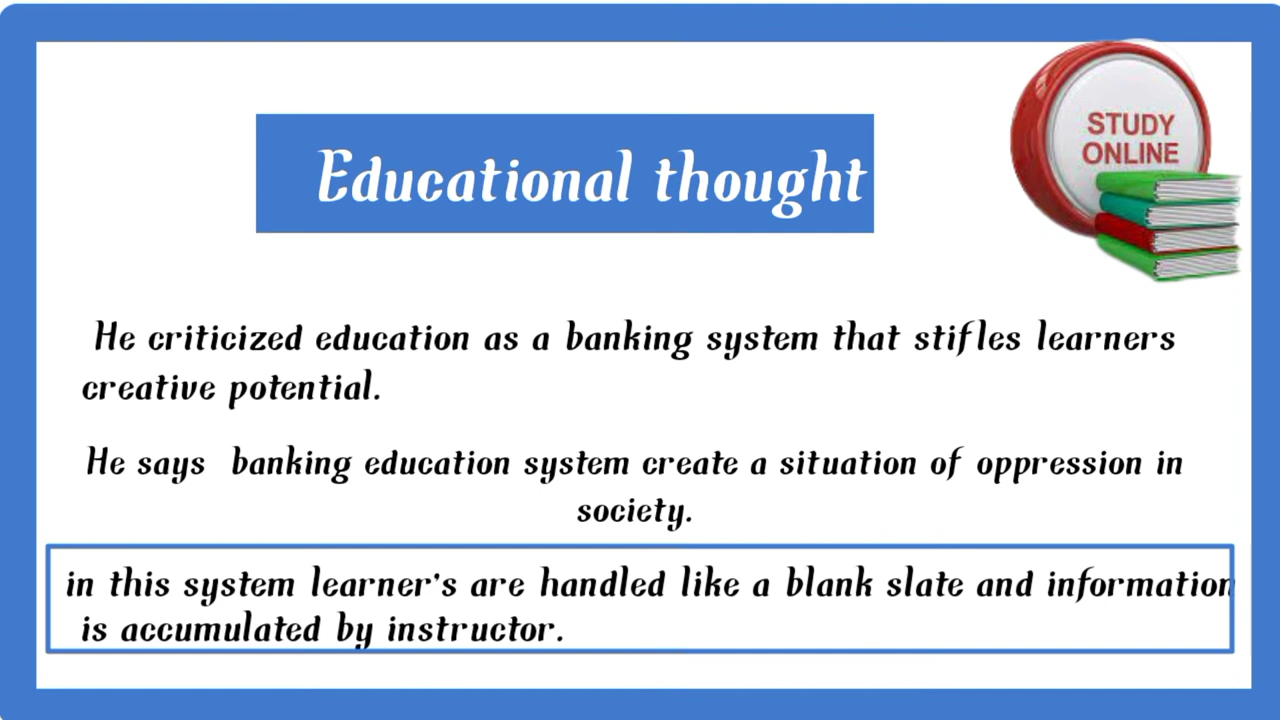 STUDY
ONLINE
Educational thought
He criticized education as a banking system that stifles learners
creative potential.
He says banking education system create a situation of oppression in
society.
in this system learner's are handled like a blank slate and information
is accumulated by instructor.